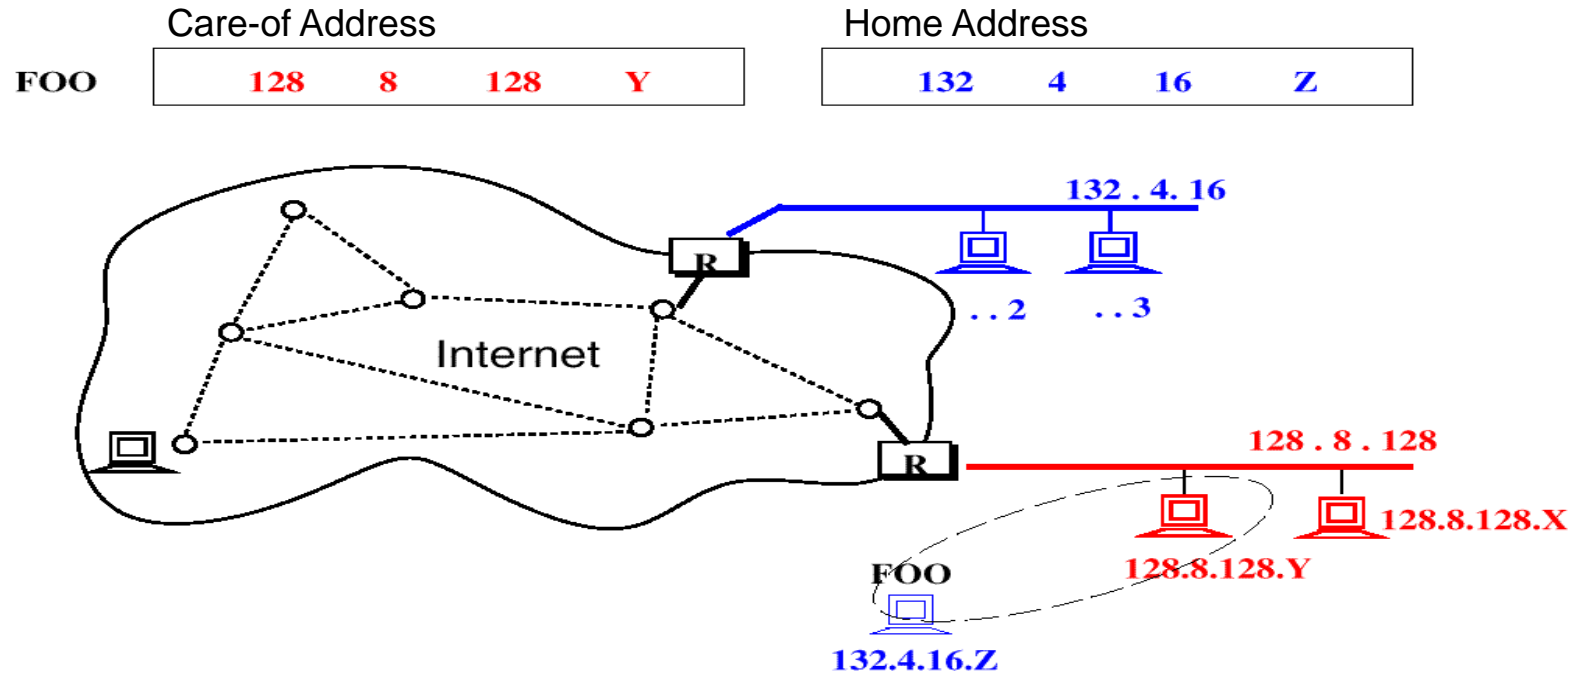 Care-of Address Home Address
FOO 128 8 128 Y 132 4 16 Z
132 . 4. 16
R
. . 2 . . 3
Internet
128 . 8 . 128
R
128.8.128.X
FOO 128.8.128.Y
132.4.16.Z